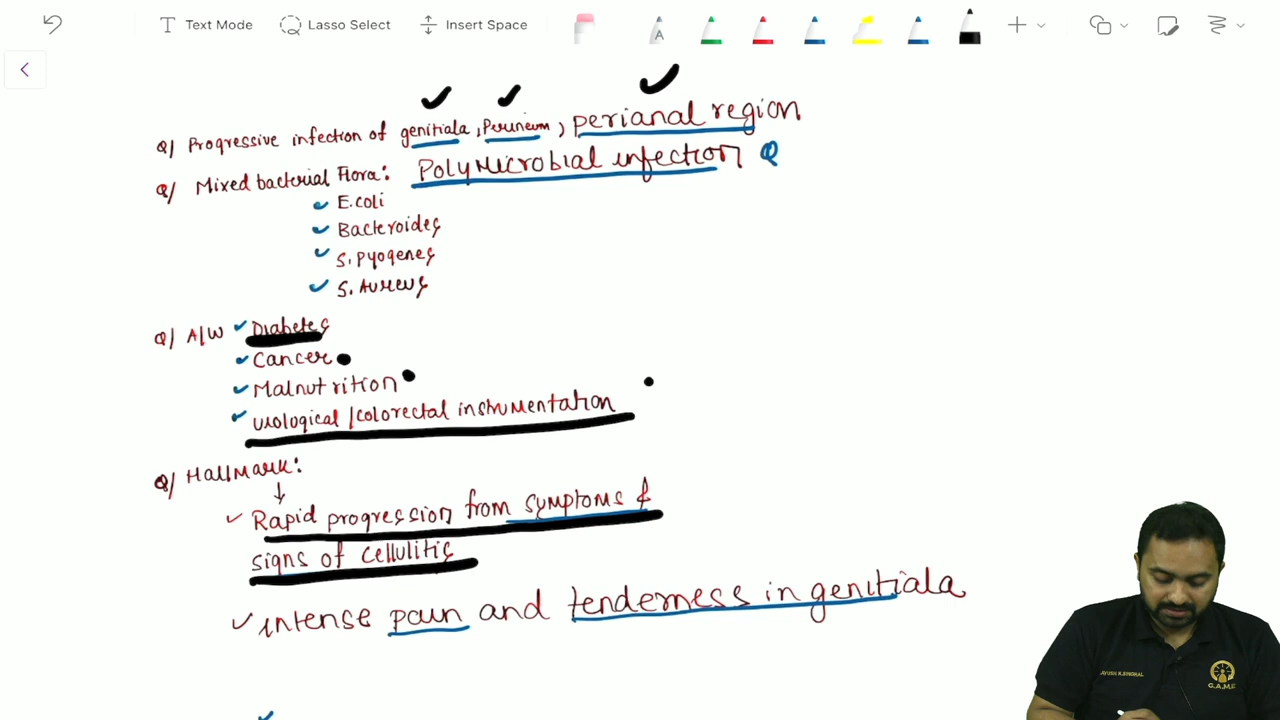 Text Mode Lasso Select Insert Space
A
Q/ Progressive infection of genitiala, Perineum, perianal region
Q/ Mixed bacterial Flora: Polymicrobial infection Q
E.coli
Bacteroides
S. pyogenes
S. Aureus
Q/ A/W Diabetes
Cancer
Malnutrition
urological /colorectal instrumentation
Q/ Hallmark:
Rapid progression from symptoms &
signs of cellulitis
intense pain and tenderness in genitiala
G.A.M.E